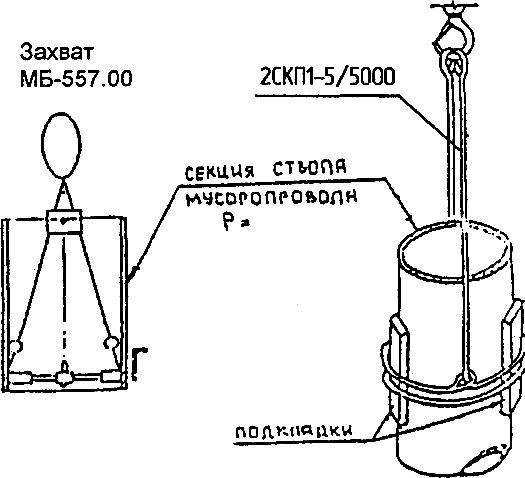 Захват
МБ-557.00
2СКП1-5/5000
СЕКЦИЯ СТВОЛА
МУСОРОПРОВОДА
P=
ПОДКЛАДКИ